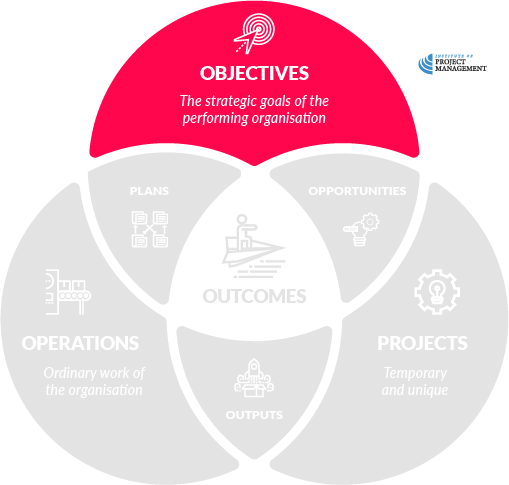 OBJECTIVES
The strategic goals of the
performing organisation
INSTITUTE OF
PROJECT
MANAGEMENT
PLANS
OPPORTUNITIES
OUTCOMES
OPERATIONS
Ordinary work of
the organisation
PROJECTS
Temporary
and unique
OUTPUTS